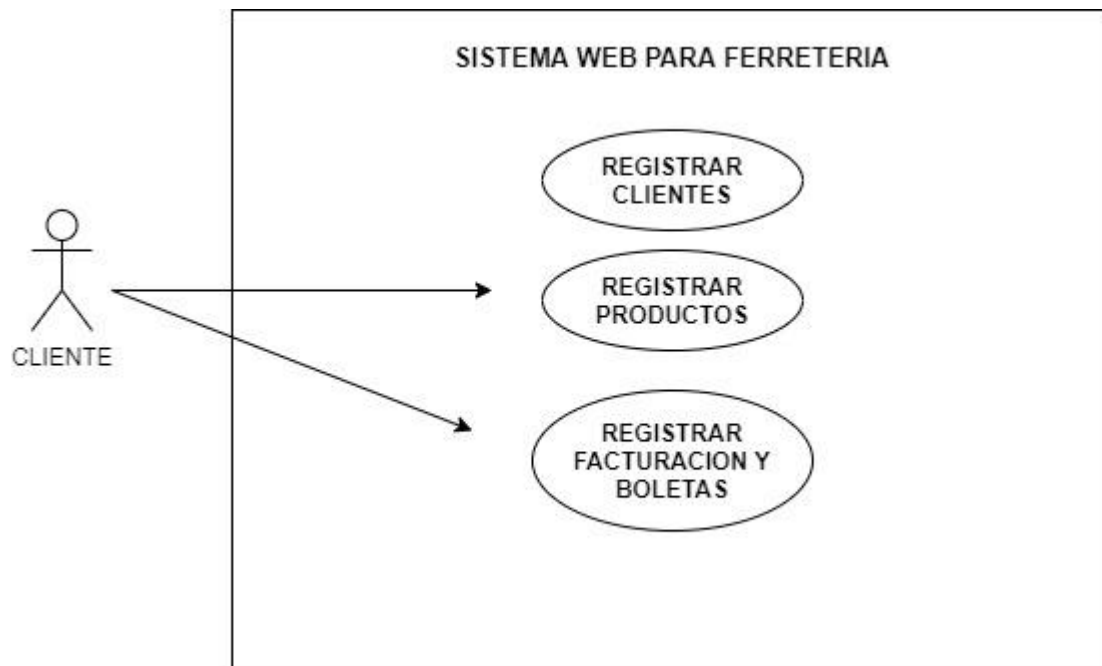 SISTEMA WEB PARA FERRETERIA
REGISTRAR
CLIENTES
REGISTRAR
PRODUCTOS
CLIENTE
REGISTRAR
FACTURACION Y
BOLETAS